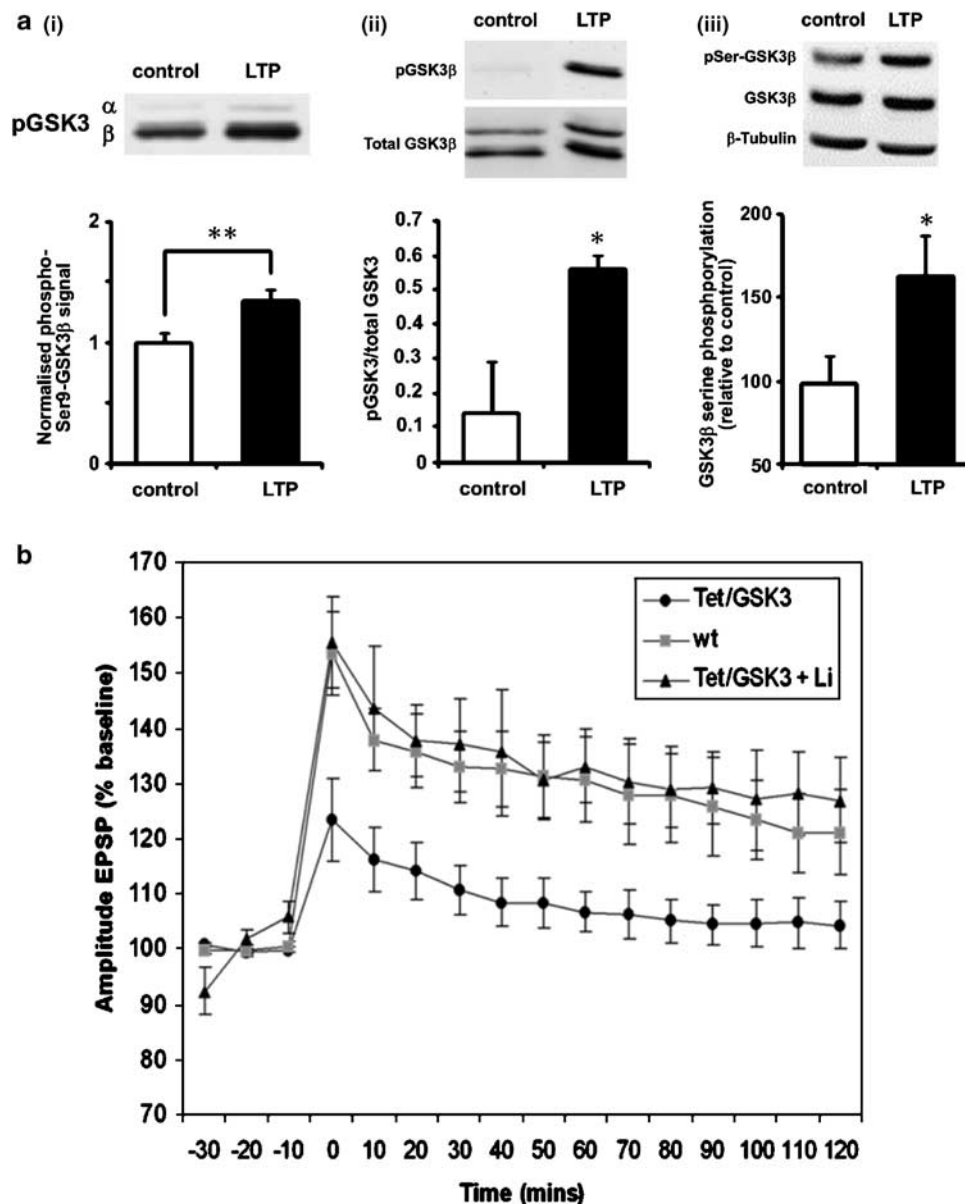 a (i)
control LTP
pGSK3
α
β
Normalised phospho-
Ser9-GSK3β signal
2
1
0
**
control LTP
(ii)
control LTP
pGSK3β
Total GSK3β
pGSK3/total GSK3
0.7
0.6
0.5
0.4
0.3
0.2
0.1
0
*
control LTP
(iii)
control LTP
pSer-GSK3β
GSK3β
β-Tubulin
GSK3β serine phosphporylation
(relative to control)
200
150
100
50
*
control LTP
b
Amplitude EPSP (% baseline)
170
160
150
140
130
120
110
100
90
80
70
Tet/GSK3
wt
Tet/GSK3 + Li
-30 -20 -10 0 10 20 30 40 50 60 70 80 90 100 110 120
Time (mins)